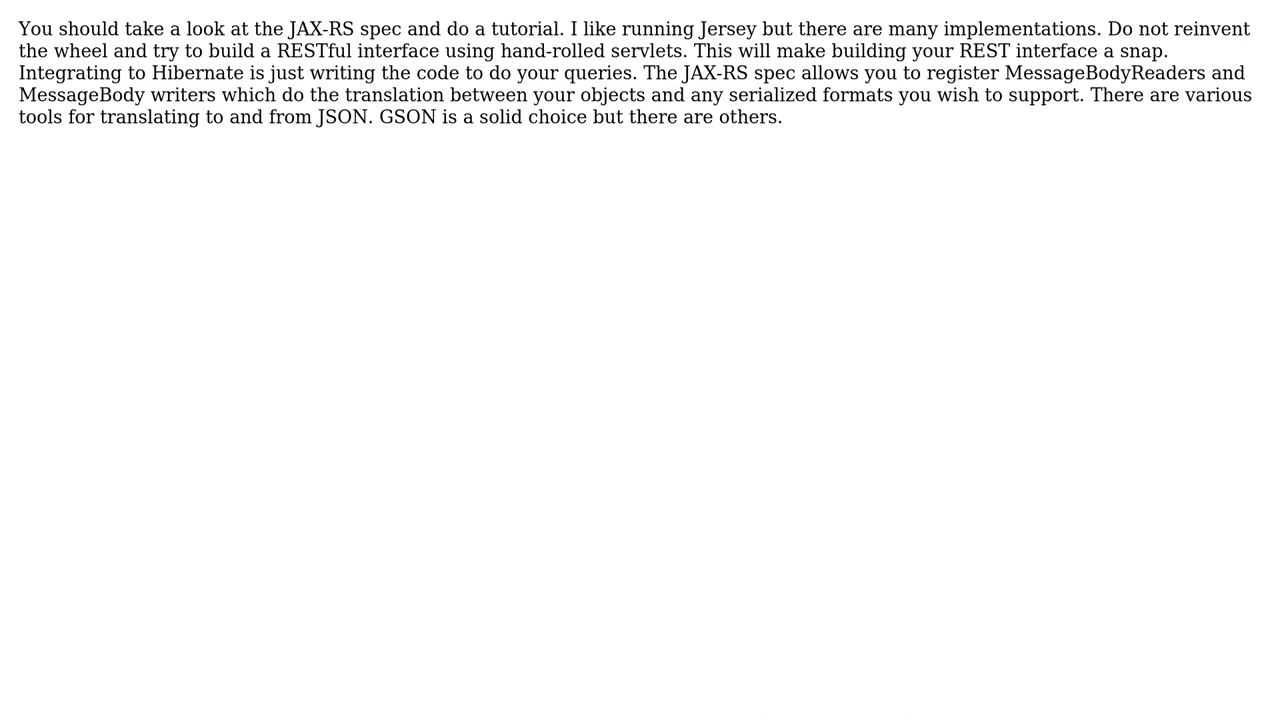 You should take a look at the JAX-RS spec and do a tutorial. I like running Jersey but there are many implementations. Do not reinvent
the wheel and try to build a RESTful interface using hand-rolled servlets. This will make building your REST interface a snap.
Integrating to Hibernate is just writing the code to do your queries. The JAX-RS spec allows you to register MessageBodyReaders and
MessageBody writers which do the translation between your objects and any serialized formats you wish to support. There are various
tools for translating to and from JSON. GSON is a solid choice but there are others.